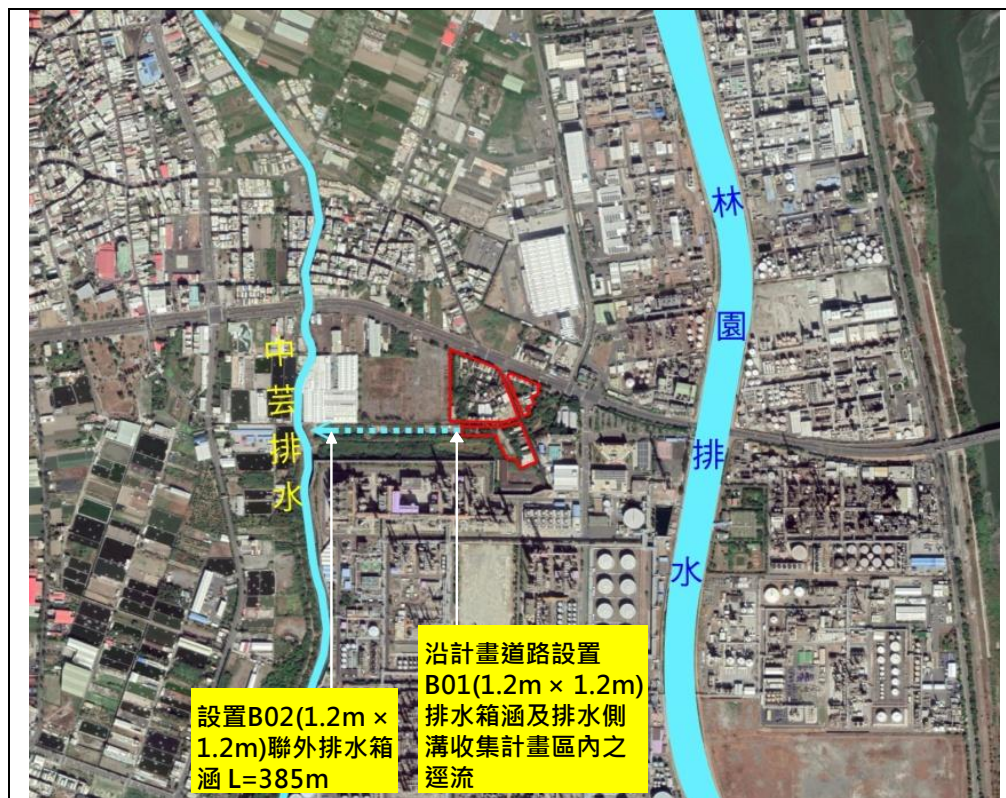 林園排水
中芸排水
設置B02(1.2m ×
1.2m)聯外排水箱
涵 L=385m
沿計畫道路設置
B01(1.2m × 1.2m)
排水箱涵及排水側
溝收集計畫區內之
逕流